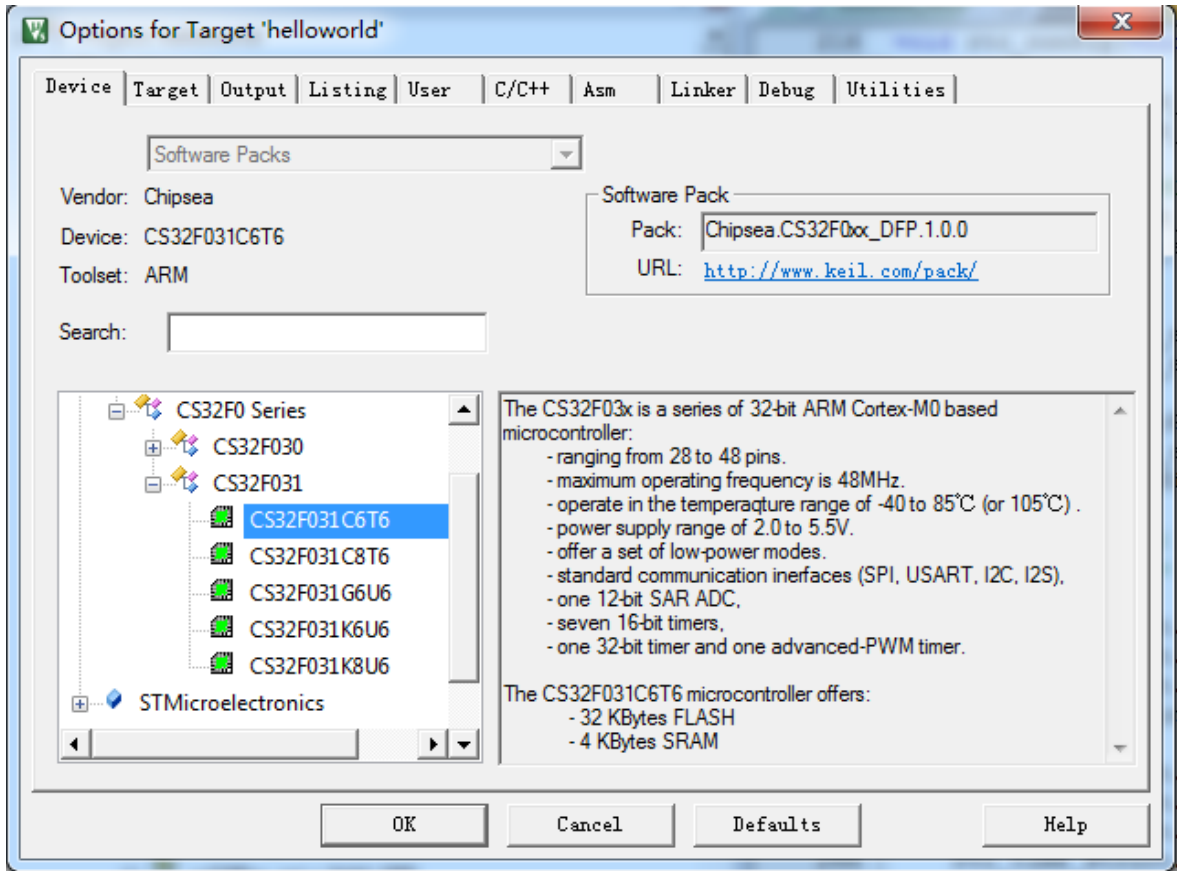 Options for Target 'helloworld'
Device Target Output Listing User C/C++ Asm Linker Debug Utilities
Software Packs
Vendor: Chipsea
Device: CS32F031C6T6
Toolset: ARM
Software Pack
Pack: Chipsea.CS32F0xx_DFP.1.0.0
URL: http://www.keil.com/pack/
Search:
CS32F0 Series
CS32F030
CS32F031
CS32F031C6T6
CS32F031C8T6
CS32F031G6U6
CS32F031K6U6
CS32F031K8U6
STMicroelectronics
The CS32F03x is a series of 32-bit ARM Cortex-M0 based
microcontroller:
- ranging from 28 to 48 pins.
- maximum operating frequency is 48MHz.
- operate in the temperaqture range of -40 to 85℃ (or 105℃) .
- power supply range of 2.0 to 5.5V.
- offer a set of low-power modes.
- standard communication inerfaces (SPI, USART, I2C, I2S),
- one 12-bit SAR ADC,
- seven 16-bit timers,
- one 32-bit timer and one advanced-PWM timer.
The CS32F031C6T6 microcontroller offers:
- 32 KBytes FLASH
- 4 KBytes SRAM
OK Cancel Defaults Help